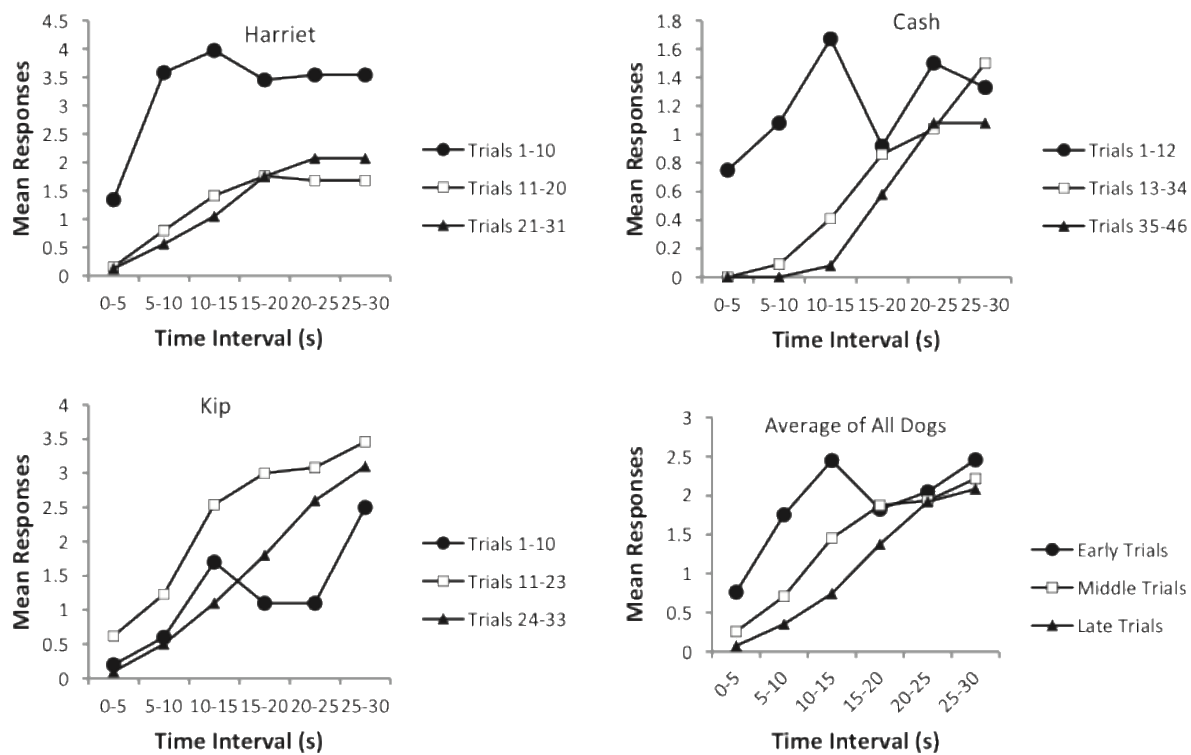 Harriet
Mean Responses
4.5
4
3.5
3
2.5
2
1.5
1
0.5
0
0-5 5-10 10-15 15-20 20-25 25-30
Time Interval (s)
Trials 1-10
Trials 11-20
Trials 21-31
Cash
Mean Responses
1.8
1.6
1.4
1.2
1
0.8
0.6
0.4
0.2
0
0-5 5-10 10-15 15-20 20-25 25-30
Time Interval (s)
Trials 1-12
Trials 13-34
Trials 35-46
Kip
Mean Responses
4
3.5
3
2.5
2
1.5
1
0.5
0
0-5 5-10 10-15 15-20 20-25 25-30
Time Interval (s)
Trials 1-10
Trials 11-23
Trials 24-33
Average of All Dogs
Mean Responses
3
2.5
2
1.5
1
0.5
0
0-5 5-10 10-15 15-20 20-25 25-30
Time Interval (s)
Early Trials
Middle Trials
Late Trials